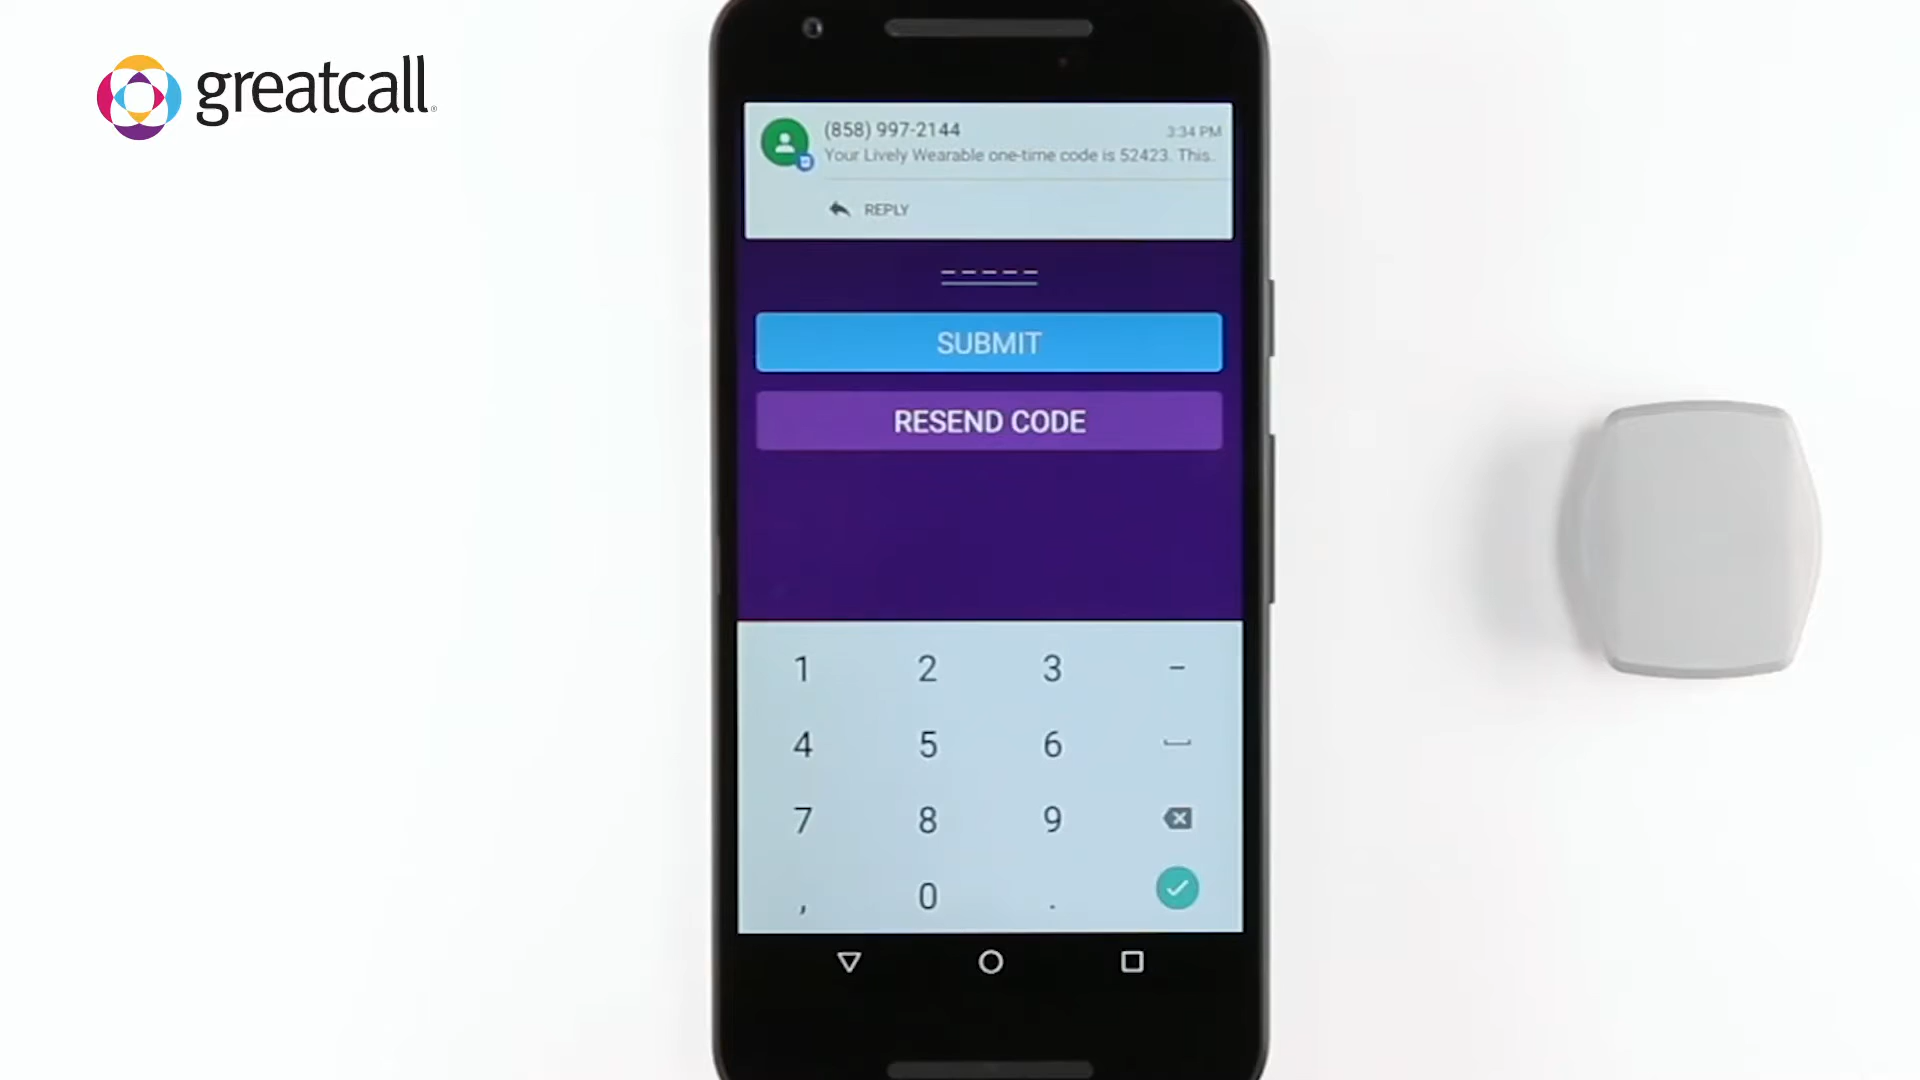 greatcall
(858) 997-2144 3:34 PM
Your Lively Wearable one-time code is 52423. This..
REPLY
SUBMIT
RESEND CODE
1 2 3 –
4 5 6
7 8 9
, 0 .